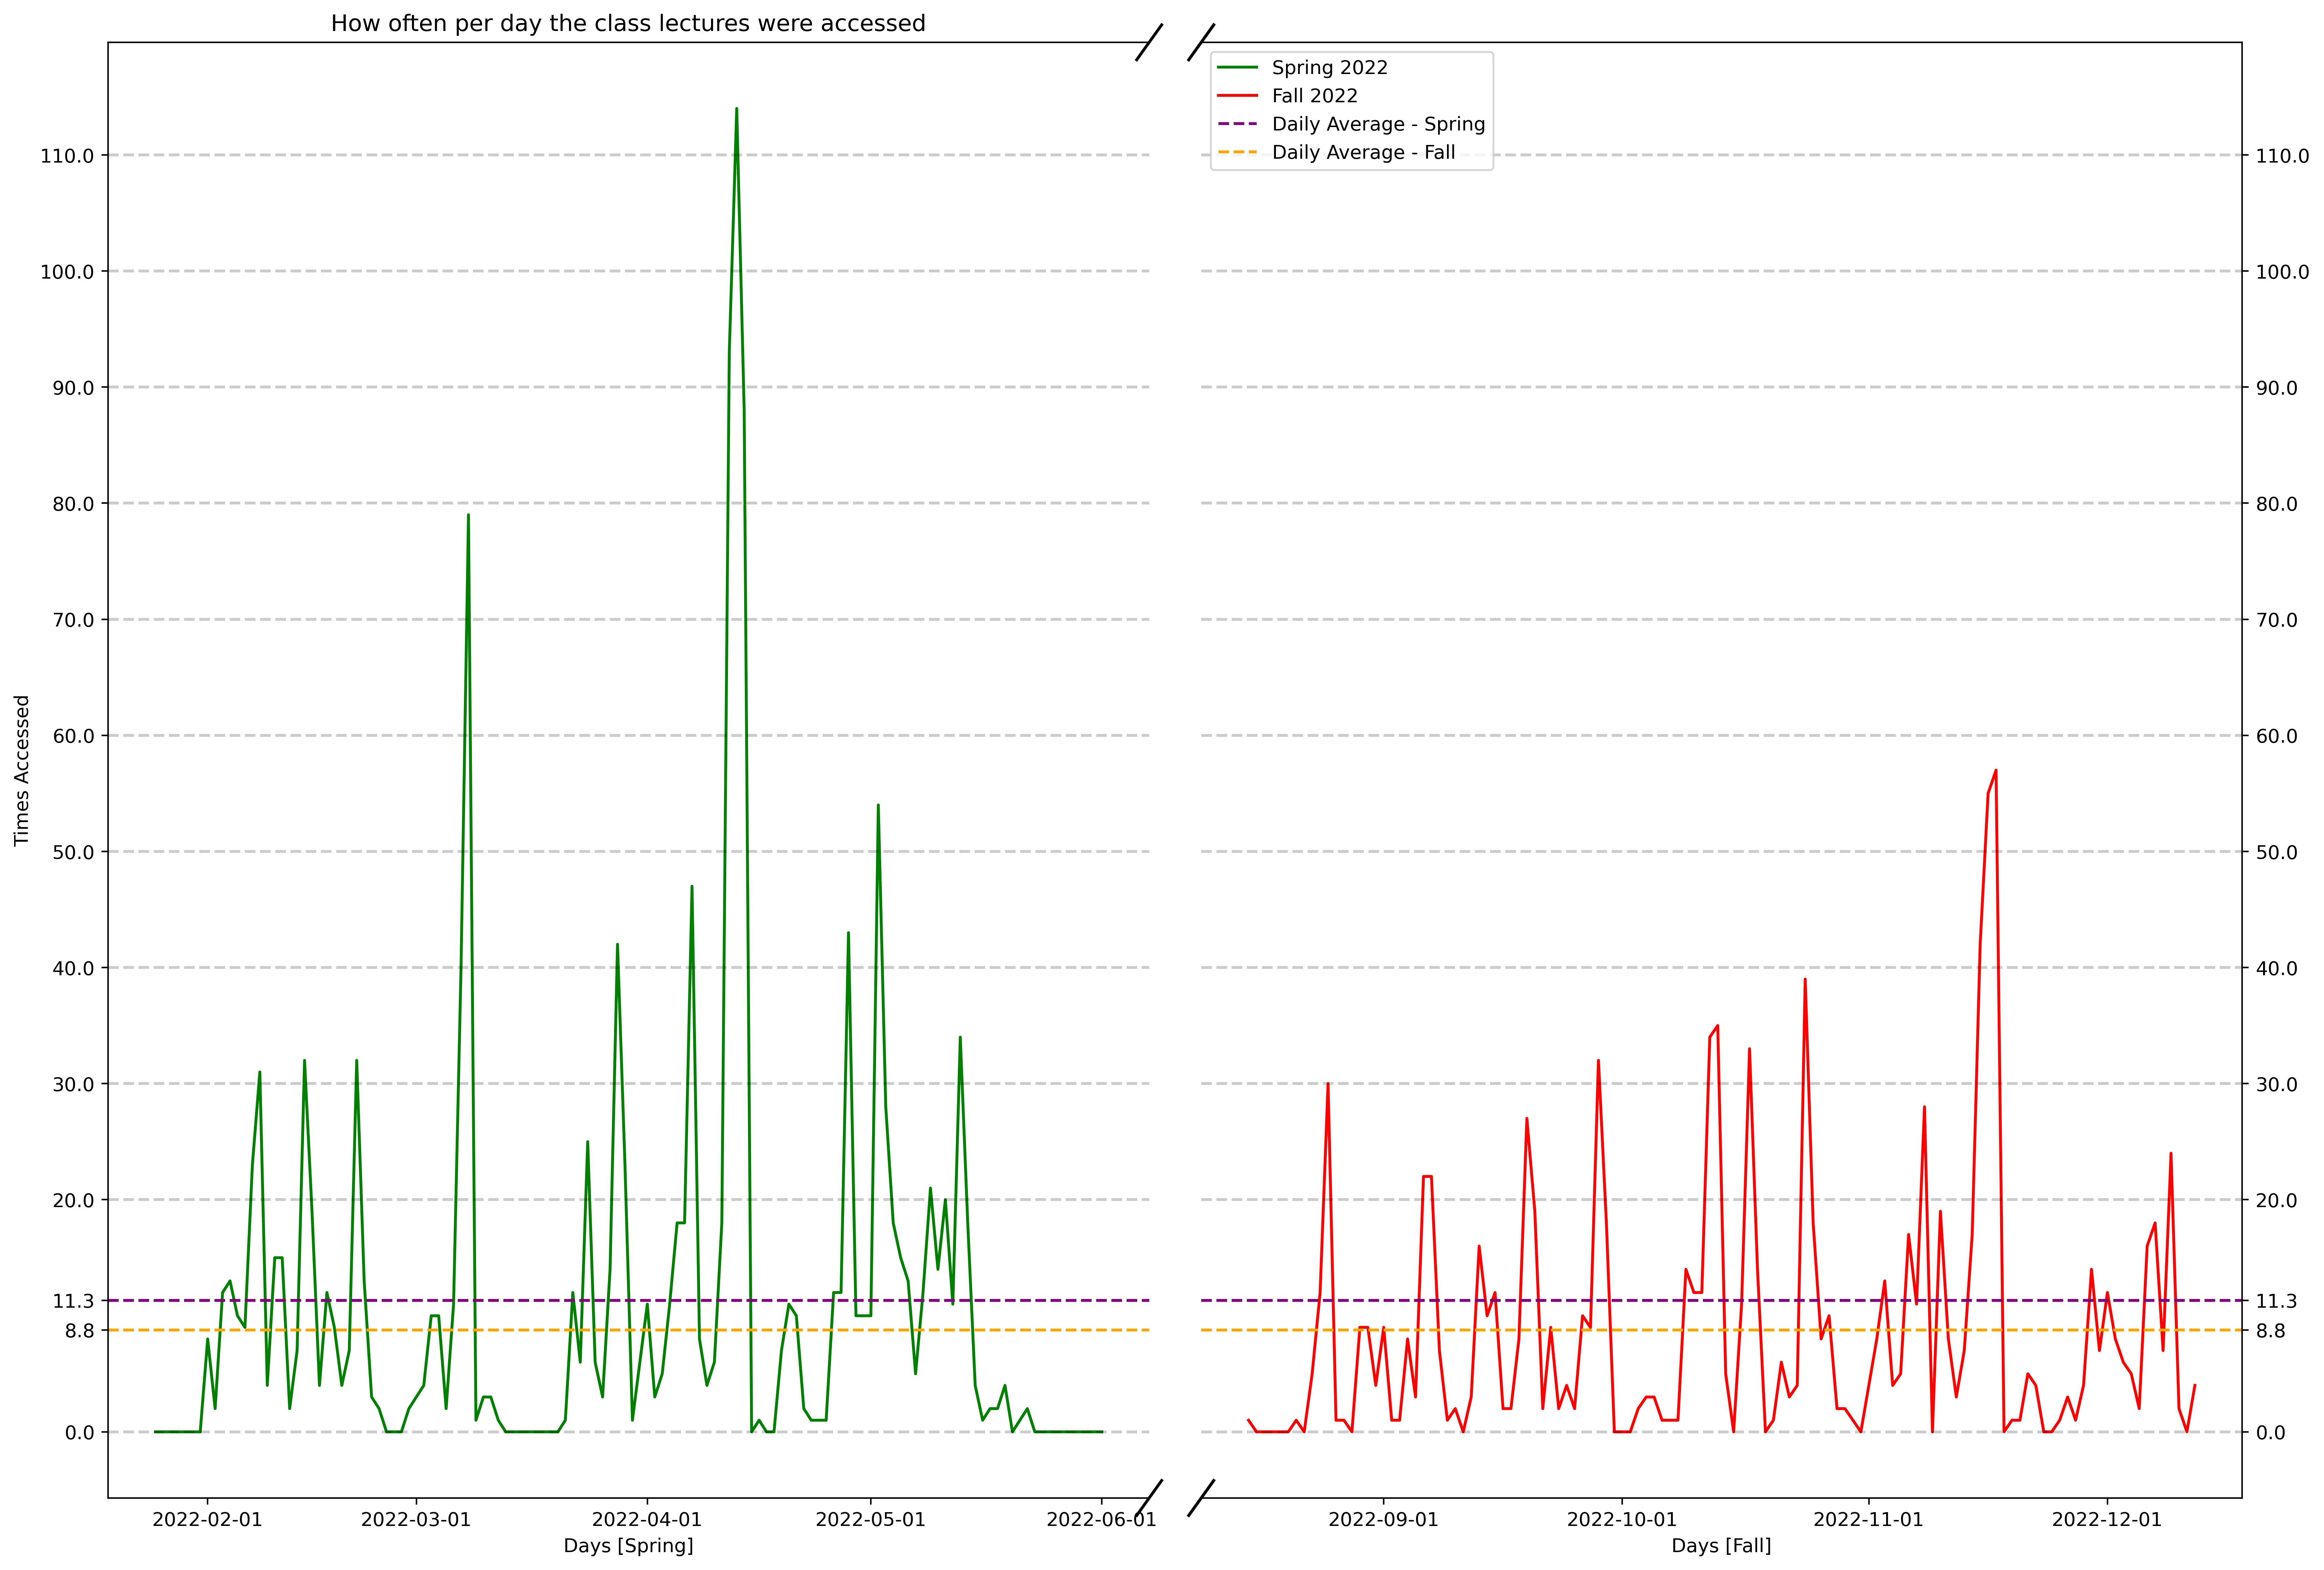 How often per day the class lectures were accessed
Spring 2022
Fall 2022
Daily Average - Spring
Daily Average - Fall
110.0
100.0
90.0
80.0
70.0
60.0
50.0
40.0
30.0
20.0
11.3
8.8
0.0
Times Accessed
110.0
100.0
90.0
80.0
70.0
60.0
50.0
40.0
30.0
20.0
11.3
8.8
0.0
2022-02-01 2022-03-01 2022-04-01 2022-05-01 2022-06-01
2022-09-01 2022-10-01 2022-11-01 2022-12-01
Days [Spring]
Days [Fall]